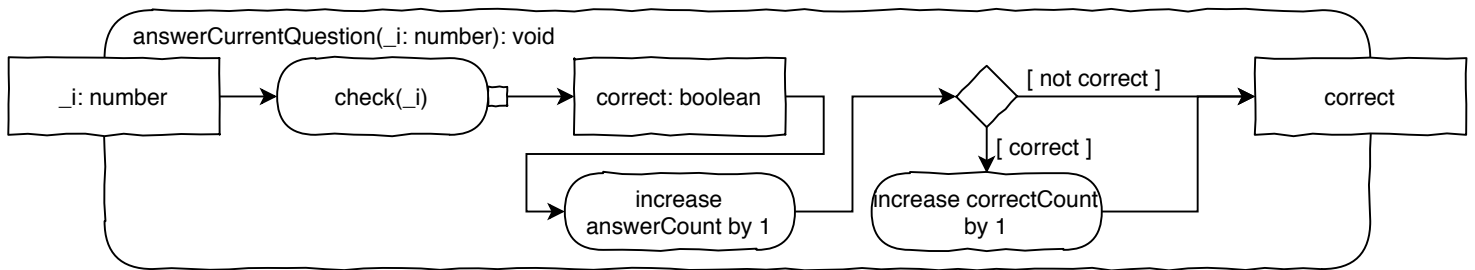 answerCurrentQuestion(_i: number): void
_i: number
check(_i)
correct: boolean
[ not correct ]
correct
[ correct ]
increase
answerCount by 1
increase correctCount
by 1